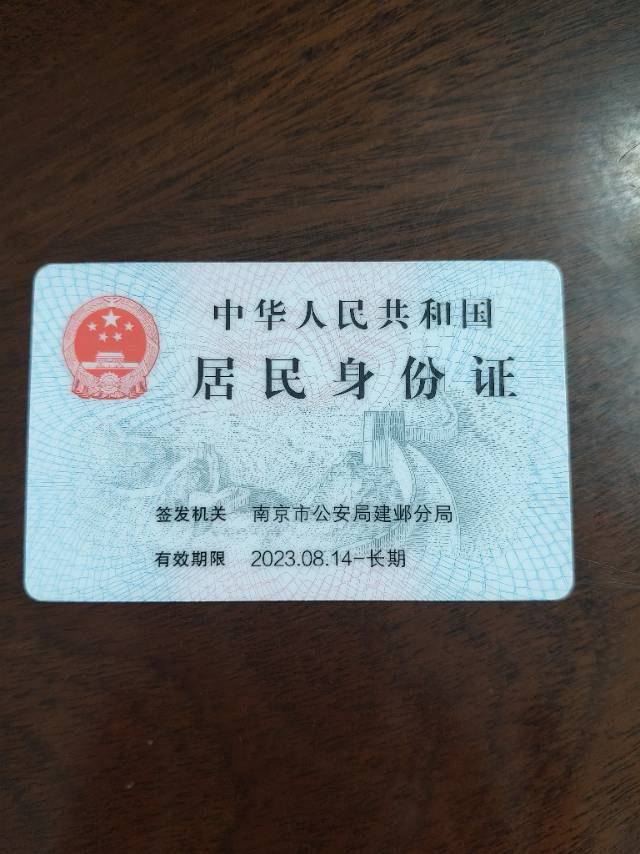 中华人民共和国
居民身份证
签发机关 南京市公安局建邺分局
有效期限 2023.08.14-长期